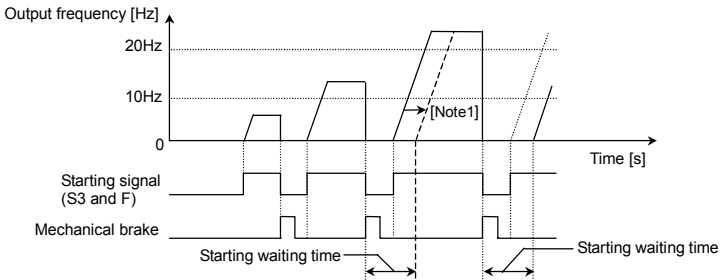 Output frequency [Hz]
20Hz
10Hz
[Note1]
0
Time [s]
Starting signal
(S3 and F)
Mechanical brake
Starting waiting time
Starting waiting time